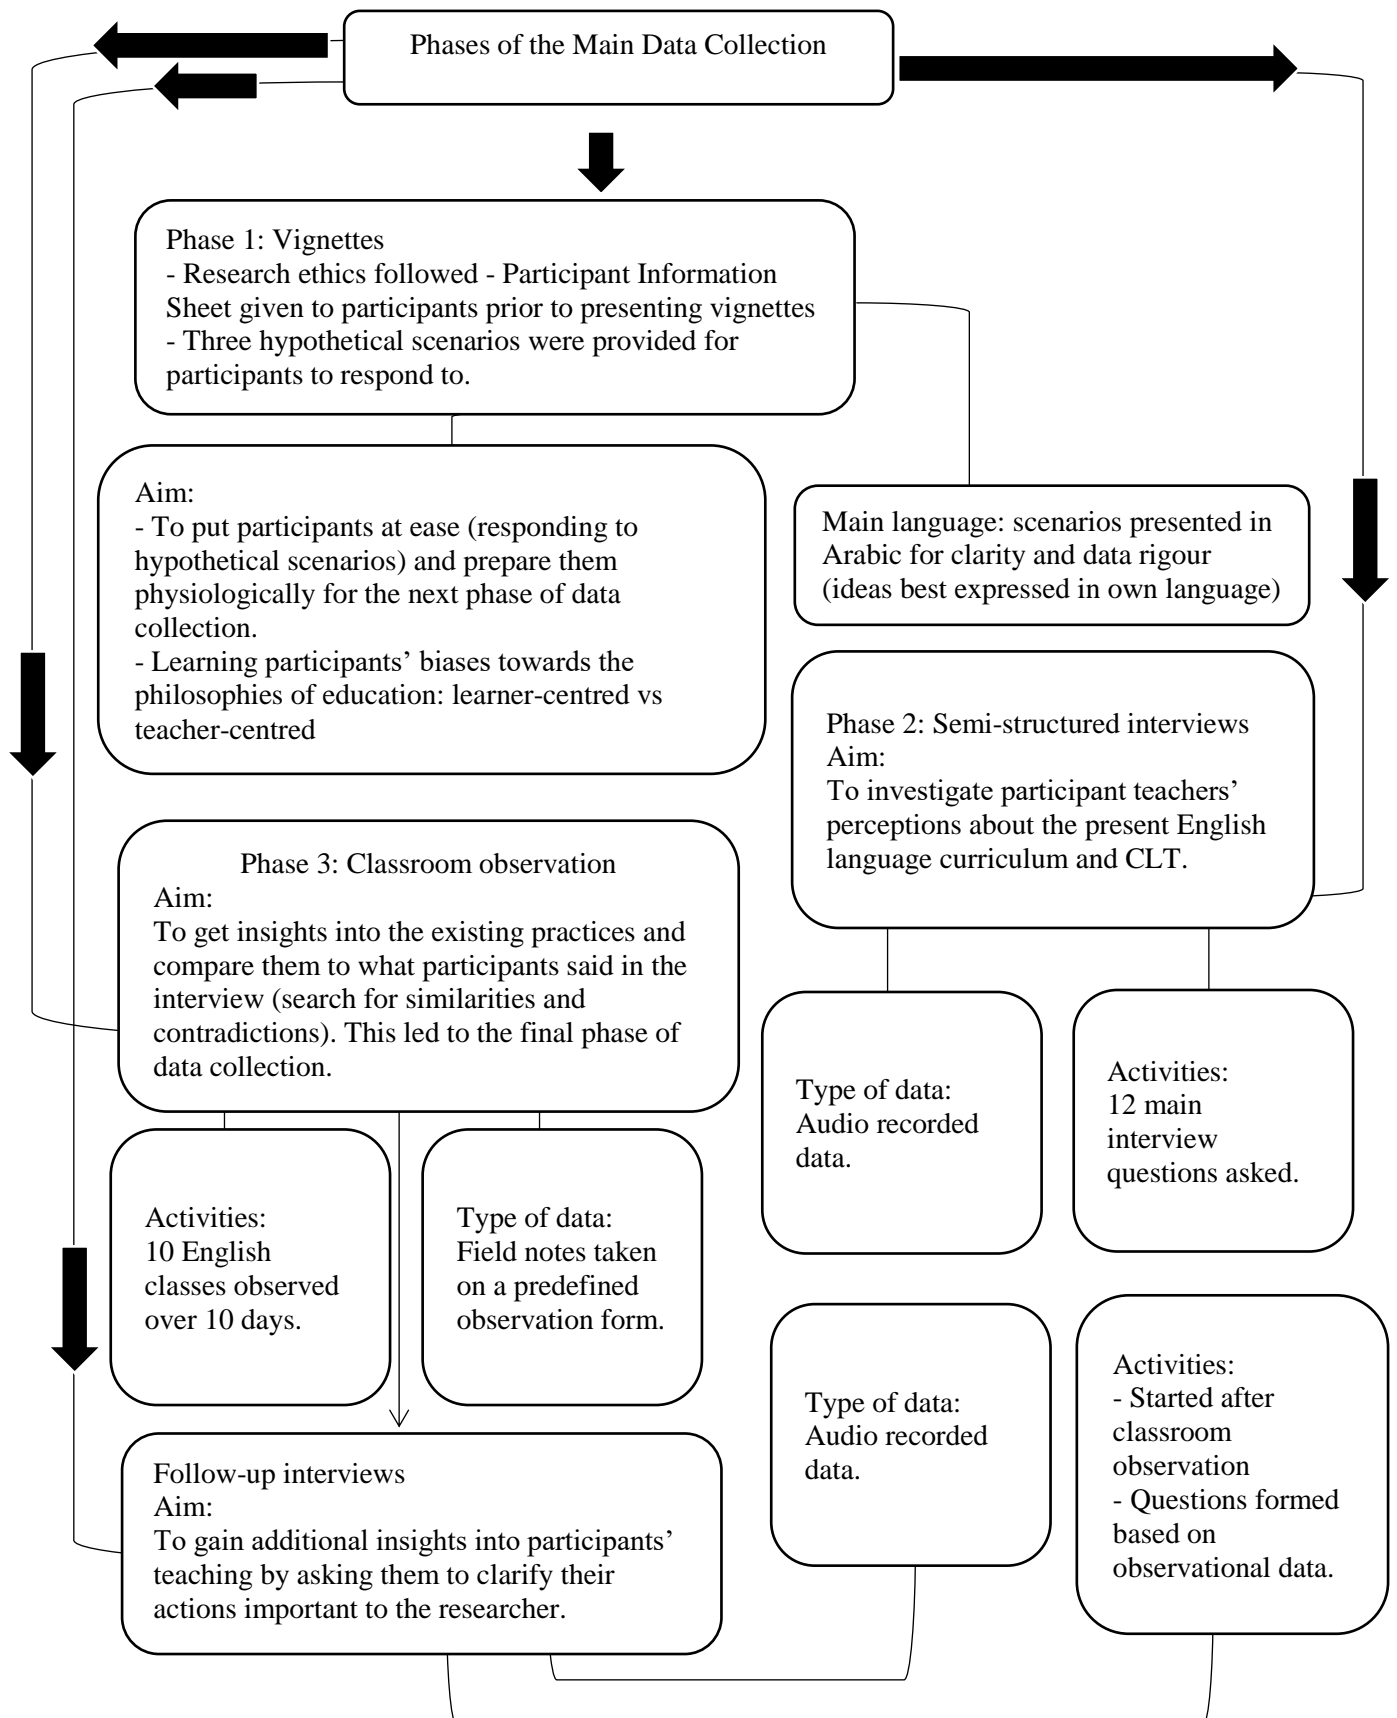 Phases of the Main Data Collection
Phase 1: Vignettes
- Research ethics followed - Participant Information
Sheet given to participants prior to presenting vignettes
- Three hypothetical scenarios were provided for
participants to respond to.
Aim:
- To put participants at ease (responding to
hypothetical scenarios) and prepare them
physiologically for the next phase of data
collection.
- Learning participants’ biases towards the
philosophies of education: learner-centred vs
teacher-centred
Main language: scenarios presented in
Arabic for clarity and data rigour
(ideas best expressed in own language)
Phase 2: Semi-structured interviews
Aim:
To investigate participant teachers’
perceptions about the present English
language curriculum and CLT.
Type of data:
Audio recorded
data.
Activities:
12 main
interview
questions asked.
Phase 3: Classroom observation
Aim:
To get insights into the existing practices and
compare them to what participants said in the
interview (search for similarities and
contradictions). This led to the final phase of
data collection.
Activities:
10 English
classes observed
over 10 days.
Type of data:
Field notes taken
on a predefined
observation form.
Follow-up interviews
Aim:
To gain additional insights into participants’
teaching by asking them to clarify their
actions important to the researcher.
Type of data:
Audio recorded
data.
Activities:
- Started after
classroom
observation
- Questions formed
based on
observational data.